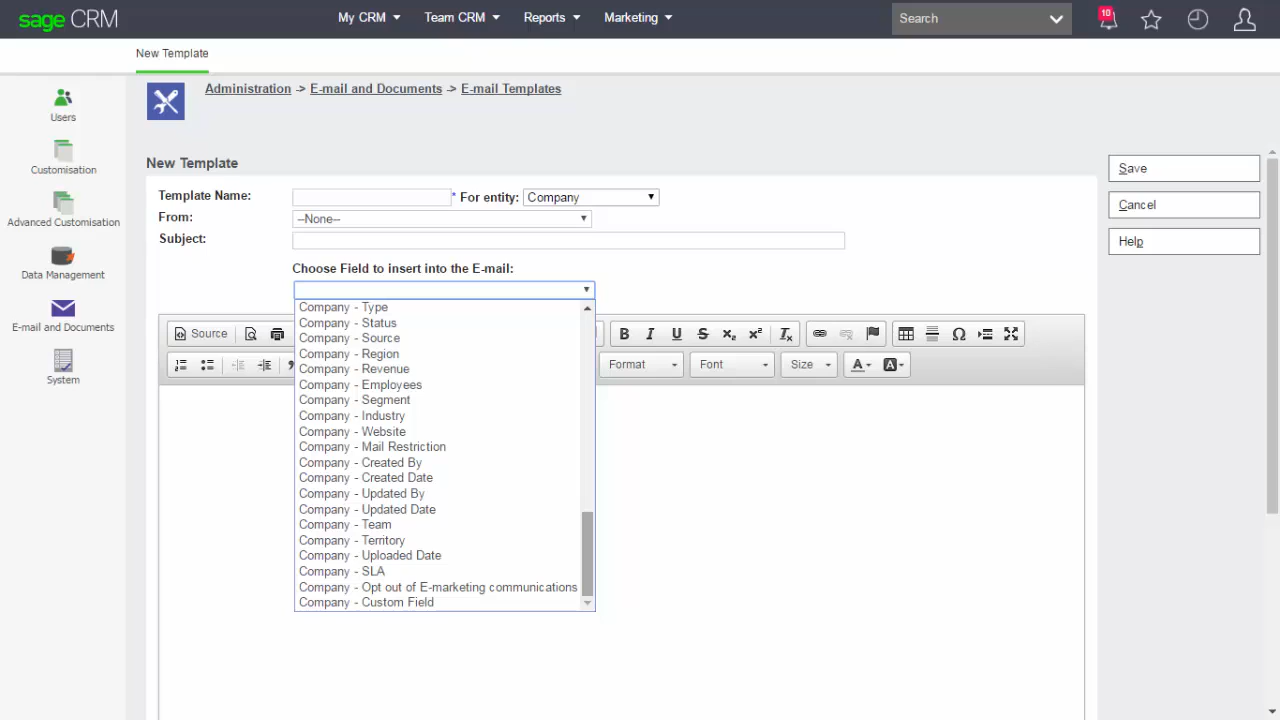 sage CRM
My CRM
Team CRM
Reports
Marketing
Search
10
New Template
Administration -> E-mail and Documents -> E-mail Templates
Users
Customisation
Advanced Customisation
Data Management
E-mail and Documents
System
New Template
Template Name: * For entity: Company
From: --None--
Subject:
Choose Field to insert into the E-mail:
Company - Type
Company - Status
Company - Source
Company - Region
Company - Revenue
Company - Employees
Company - Segment
Company - Industry
Company - Website
Company - Mail Restriction
Company - Created By
Company - Created Date
Company - Updated By
Company - Updated Date
Company - Team
Company - Territory
Company - Uploaded Date
Company - SLA
Company - Opt out of E-marketing communications
Company - Custom Field
Source
B I U S x₂ x² Tx
Ω
Format Font Size A A
Save
Cancel
Help